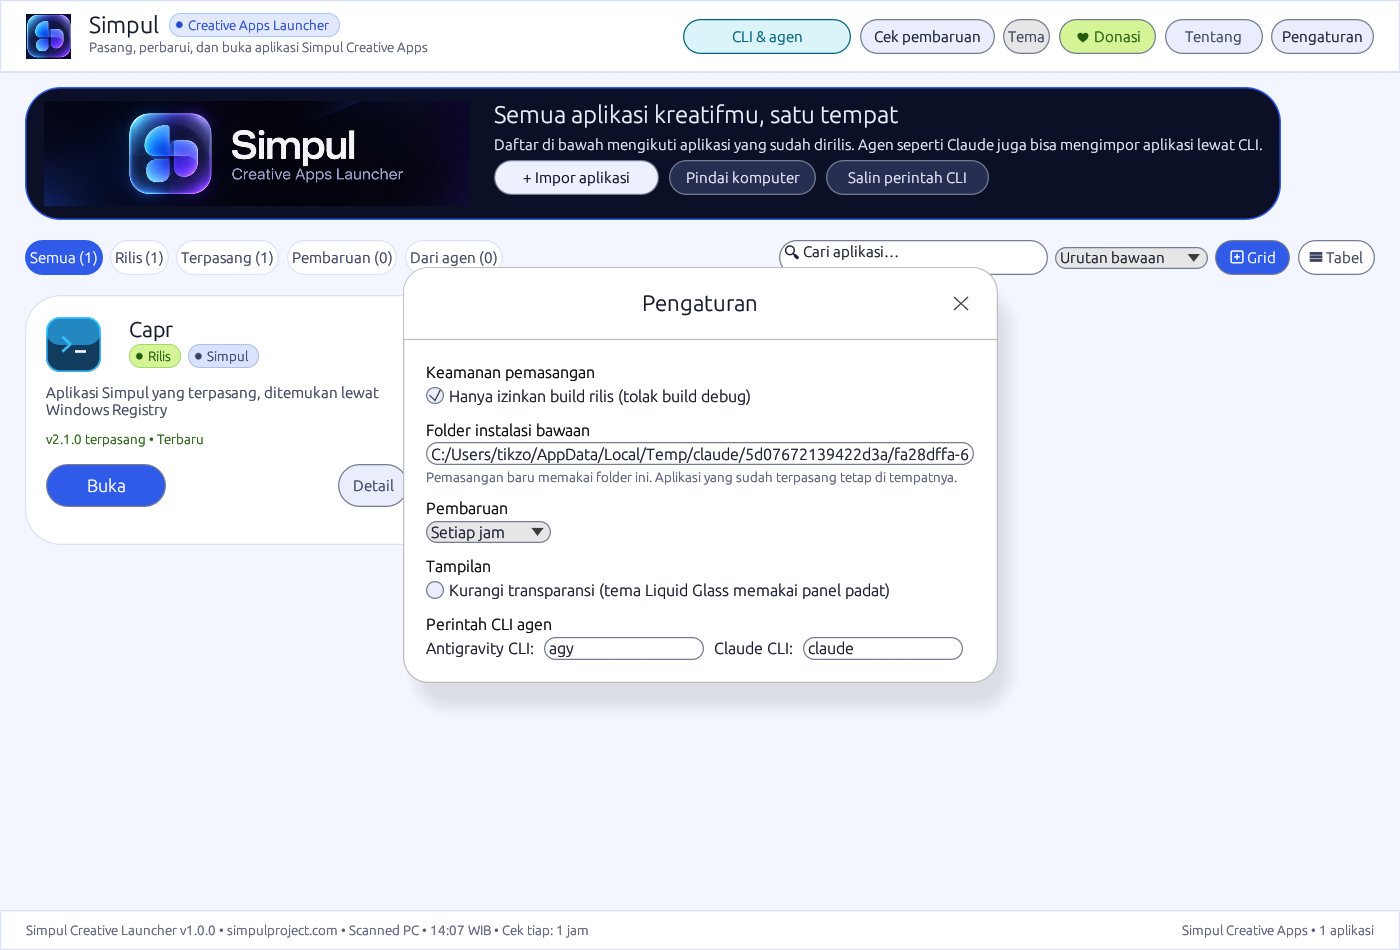 Simpul
Creative Apps Launcher
Pasang, perbarui, dan buka aplikasi Simpul Creative Apps
CLI & agen
Cek pembaruan
Tema
Donasi
Tentang
Pengaturan
Simpul
Creative Apps Launcher
Semua aplikasi kreatifmu, satu tempat
Daftar di bawah mengikuti aplikasi yang sudah dirilis. Agen seperti Claude juga bisa mengimpor aplikasi lewat CLI.
+ Impor aplikasi
Pindai komputer
Salin perintah CLI
Semua (1)
Rilis (1)
Terpasang (1)
Pembaruan (0)
Dari agen (0)
Cari aplikasi...
Urutan bawaan
Grid
Tabel
Capr
Rilis
Simpul
Aplikasi Simpul yang terpasang, ditemukan lewat
Windows Registry
v2.1.0 terpasang • Terbaru
Buka
Detail
Pengaturan
Keamanan pemasangan
Hanya izinkan build rilis (tolak build debug)
Folder instalasi bawaan
C:/Users/tikzo/AppData/Local/Temp/claude/5d07672139422d3a/fa28dffa-6
Pemasangan baru memakai folder ini. Aplikasi yang sudah terpasang tetap di tempatnya.
Pembaruan
Setiap jam
Tampilan
Kurangi transparansi (tema Liquid Glass memakai panel padat)
Perintah CLI agen
Antigravity CLI: agy
Claude CLI: claude
Simpul Creative Launcher v1.0.0 • simpulproject.com • Scanned PC • 14:07 WIB • Cek tiap: 1 jam
Simpul Creative Apps • 1 aplikasi